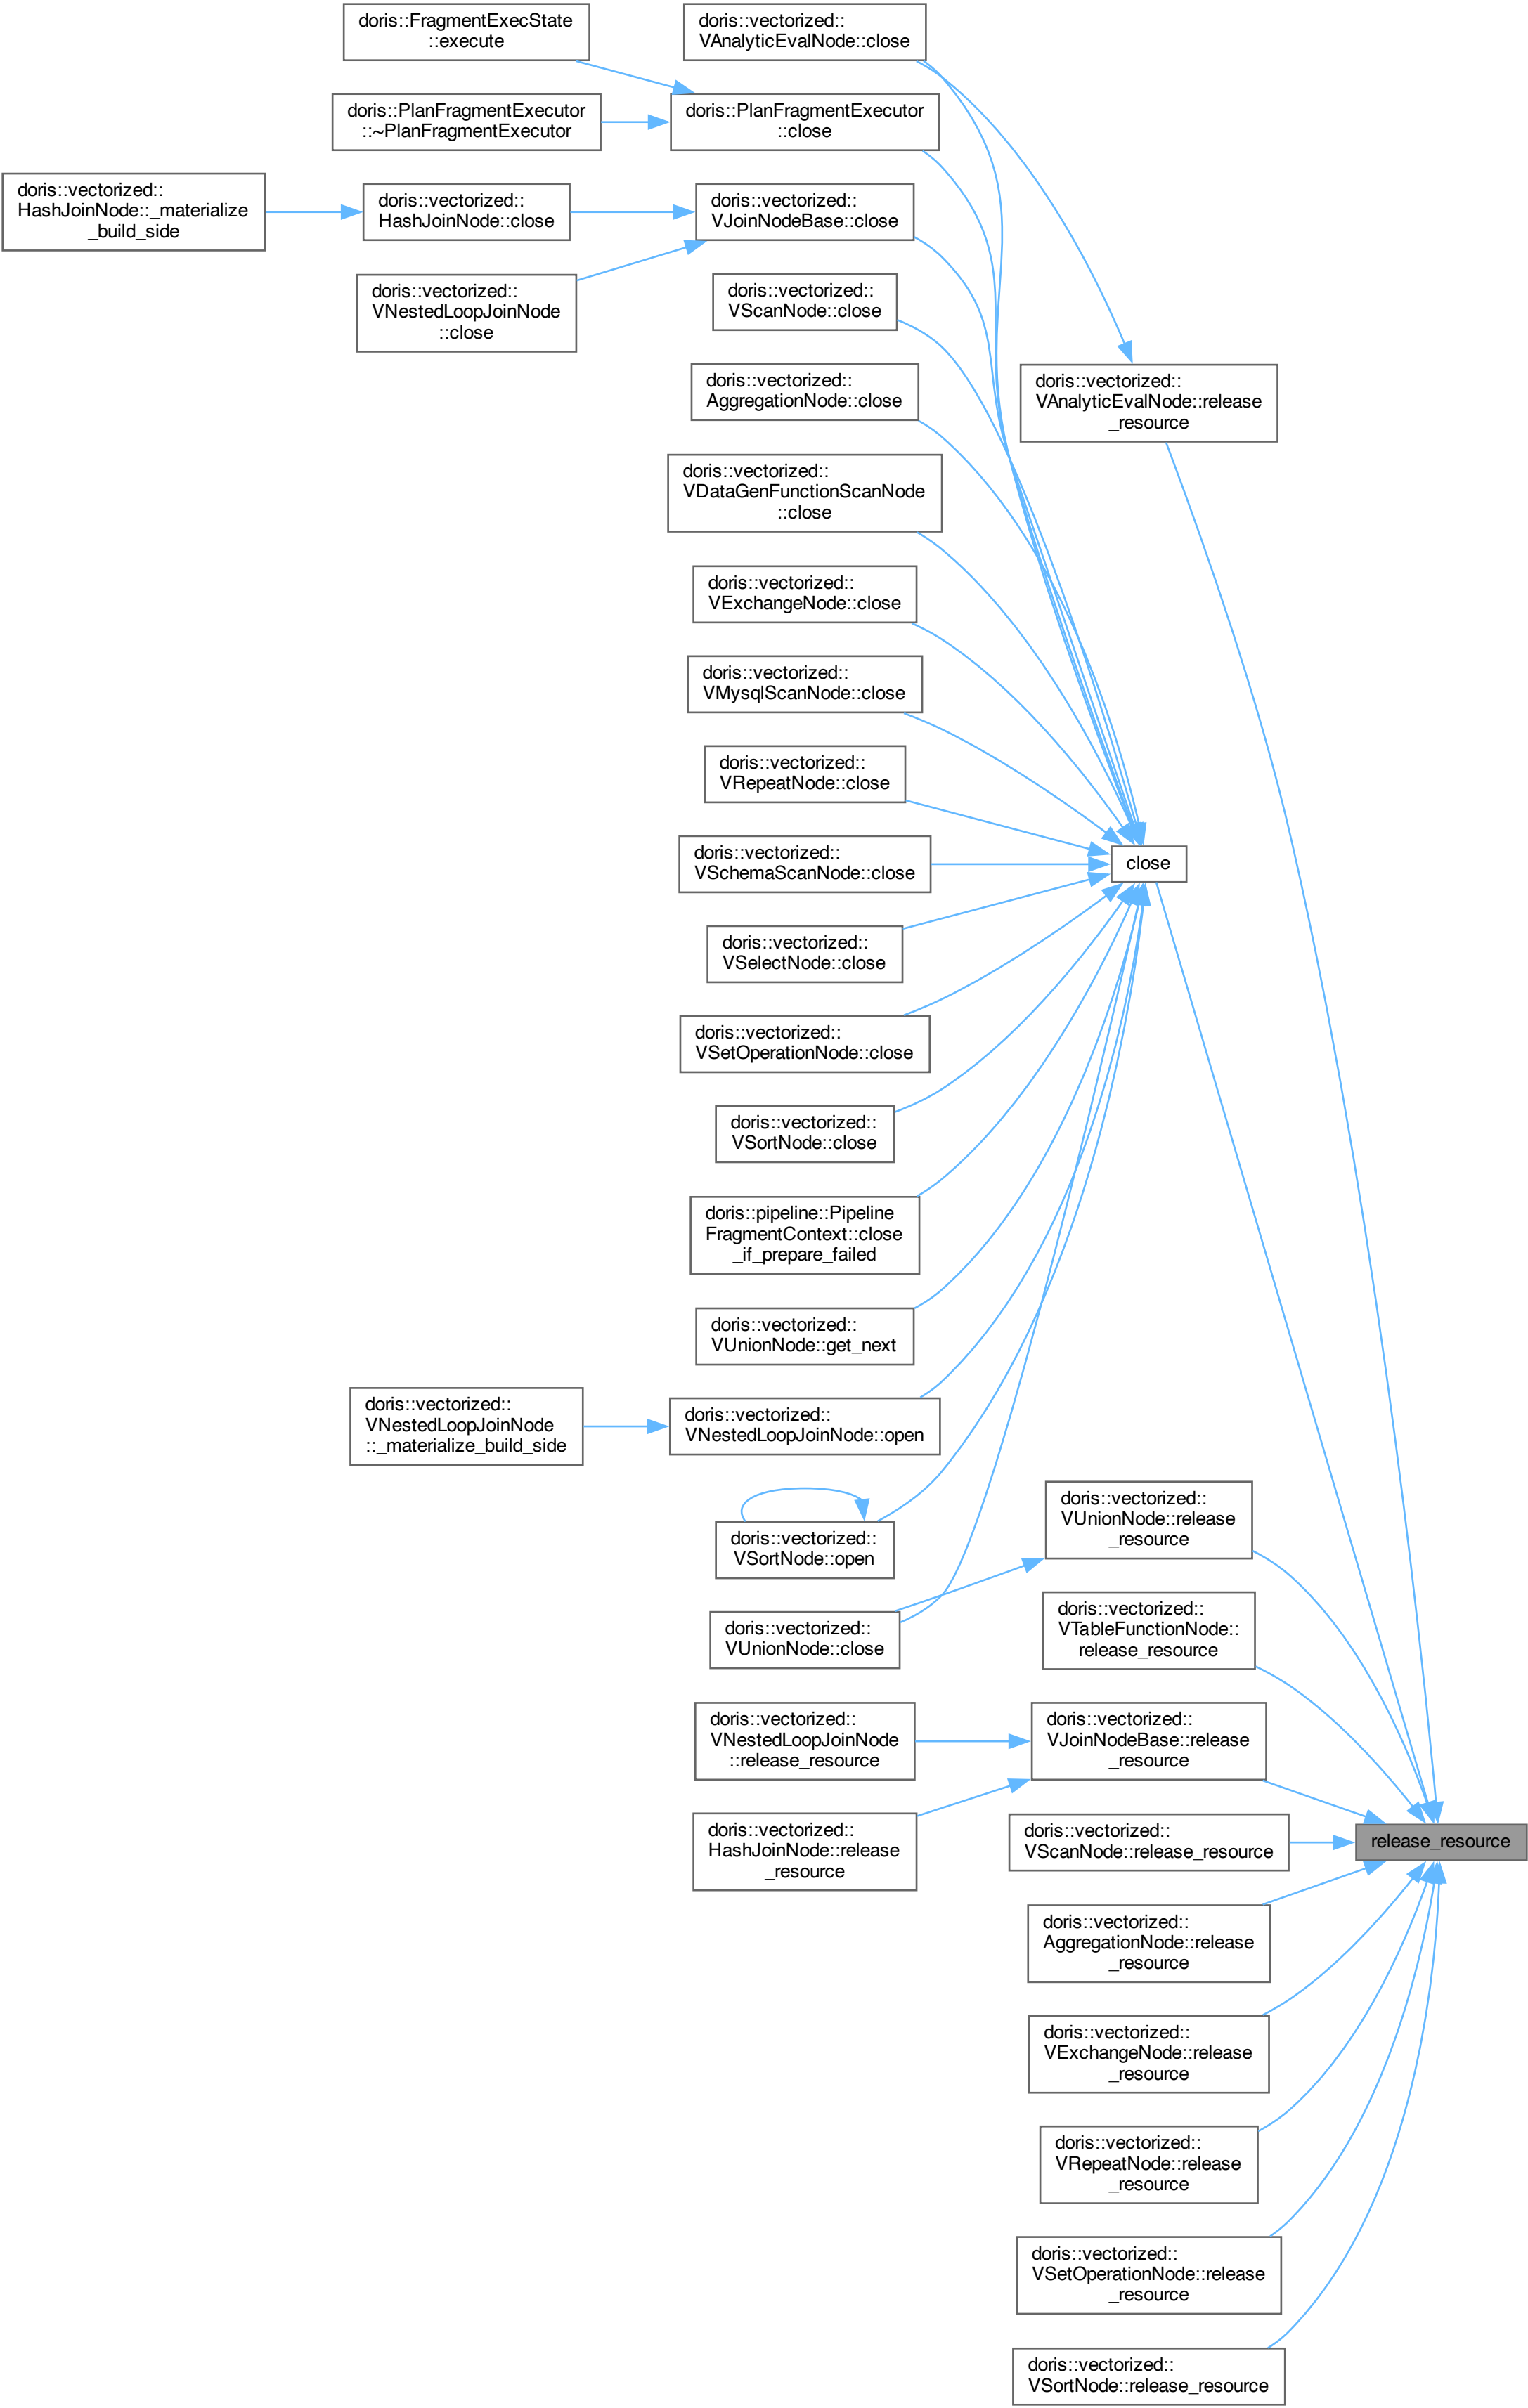 doris::FragmentExecState
::execute
doris::vectorized::
VAnalyticEvalNode::close
doris::PlanFragmentExecutor
::~PlanFragmentExecutor
doris::PlanFragmentExecutor
::close
doris::vectorized::
HashJoinNode::_materialize
_build_side
doris::vectorized::
HashJoinNode::close
doris::vectorized::
VJoinNodeBase::close
doris::vectorized::
VNestedLoopJoinNode
::close
doris::vectorized::
VScanNode::close
doris::vectorized::
AggregationNode::close
doris::vectorized::
VAnalyticEvalNode::release
_resource
doris::vectorized::
VDataGenFunctionScanNode
::close
doris::vectorized::
VExchangeNode::close
doris::vectorized::
VMysqlScanNode::close
doris::vectorized::
VRepeatNode::close
doris::vectorized::
VSchemaScanNode::close
close
doris::vectorized::
VSelectNode::close
doris::vectorized::
VSetOperationNode::close
doris::vectorized::
VSortNode::close
doris::pipeline::Pipeline
FragmentContext::close
_if_prepare_failed
doris::vectorized::
VUnionNode::get_next
doris::vectorized::
VNestedLoopJoinNode
::_materialize_build_side
doris::vectorized::
VNestedLoopJoinNode::open
doris::vectorized::
VSortNode::open
doris::vectorized::
VUnionNode::release
_resource
doris::vectorized::
VUnionNode::close
doris::vectorized::
VTableFunctionNode::
release_resource
doris::vectorized::
VNestedLoopJoinNode
::release_resource
doris::vectorized::
VJoinNodeBase::release
_resource
doris::vectorized::
HashJoinNode::release
_resource
doris::vectorized::
VScanNode::release_resource
release_resource
doris::vectorized::
AggregationNode::release
_resource
doris::vectorized::
VExchangeNode::release
_resource
doris::vectorized::
VRepeatNode::release
_resource
doris::vectorized::
VSetOperationNode::release
_resource
doris::vectorized::
VSortNode::release_resource